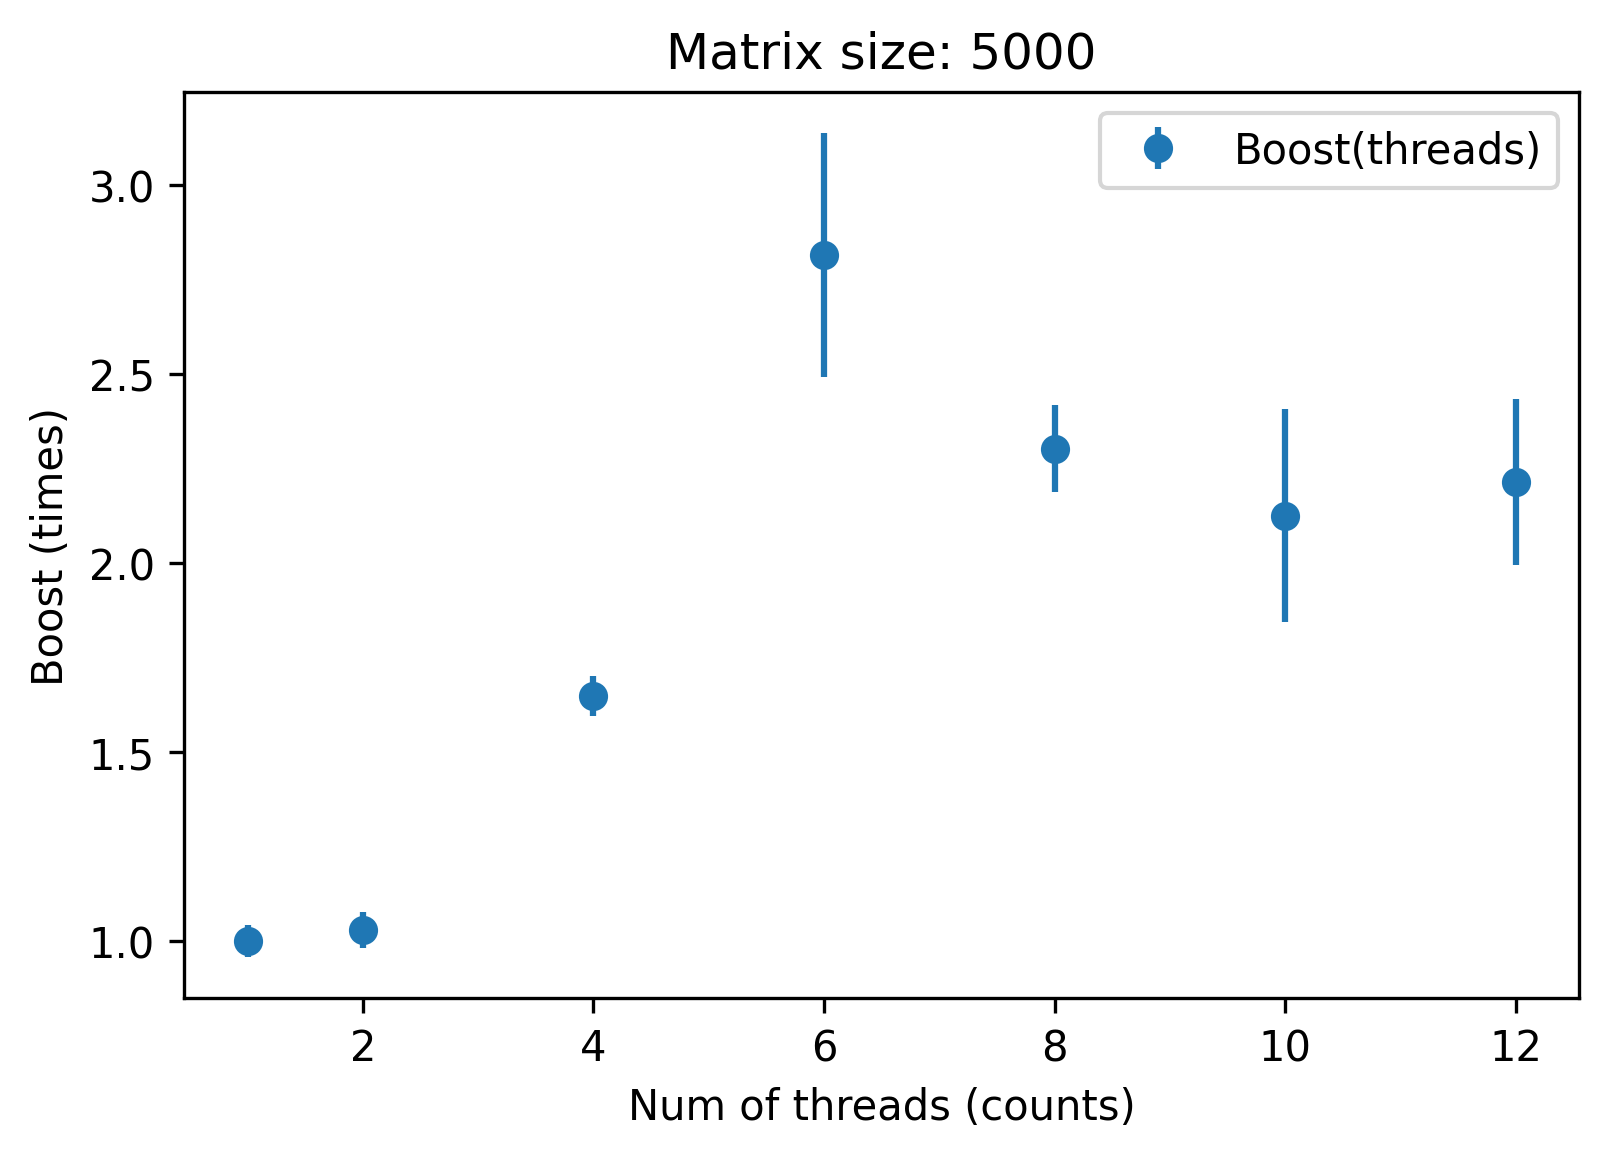 Matrix size: 5000
Boost(threads)
3.0
2.5
2.0
1.5
1.0
Boost (times)
2 4 6 8 10 12
Num of threads (counts)